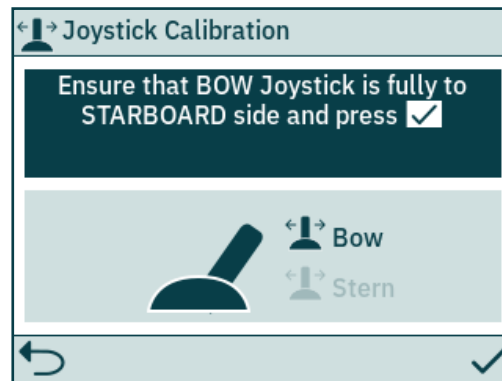 Joystick Calibration
Ensure that BOW Joystick is fully to
STARBOARD side and press
Bow
Stern